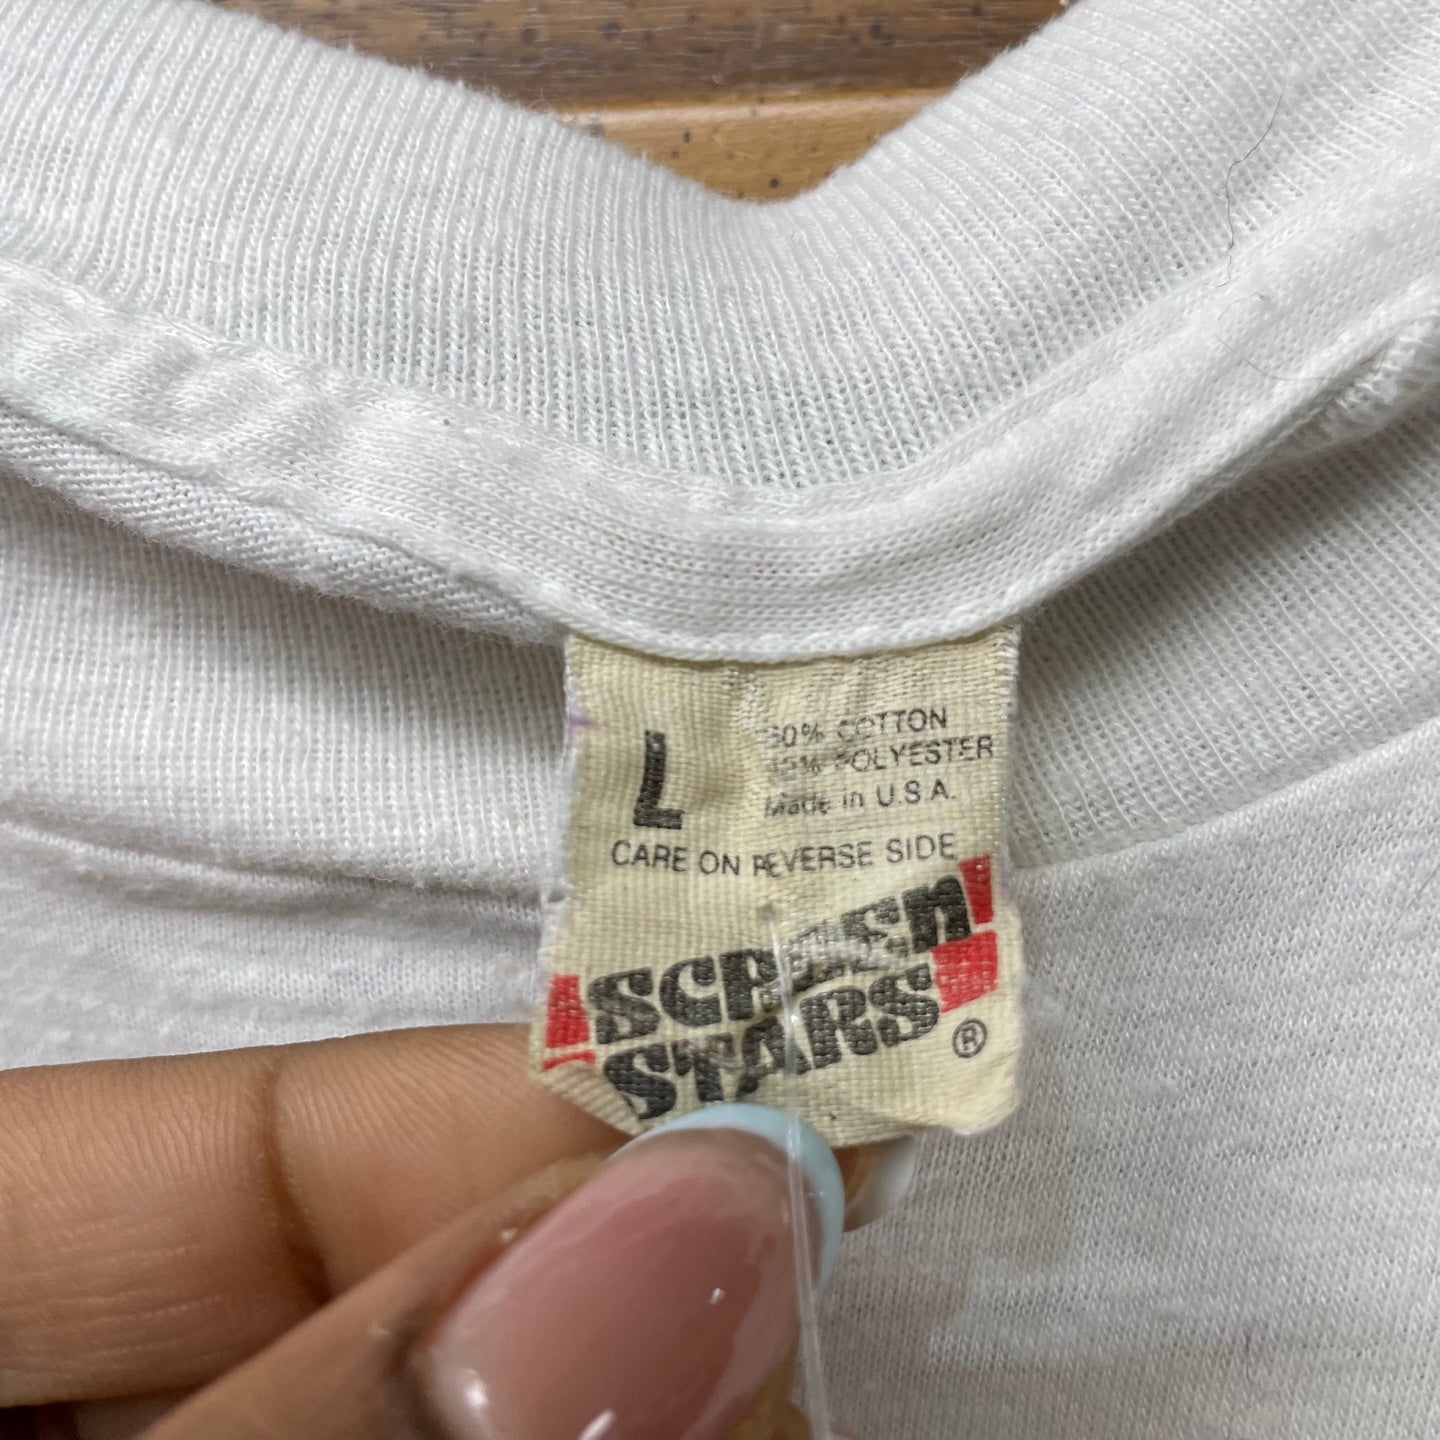 L
COTTON
POLYESTER
Made in U.S.A.
CARE ON REVERSE SIDE
SCREEN
STARS
®